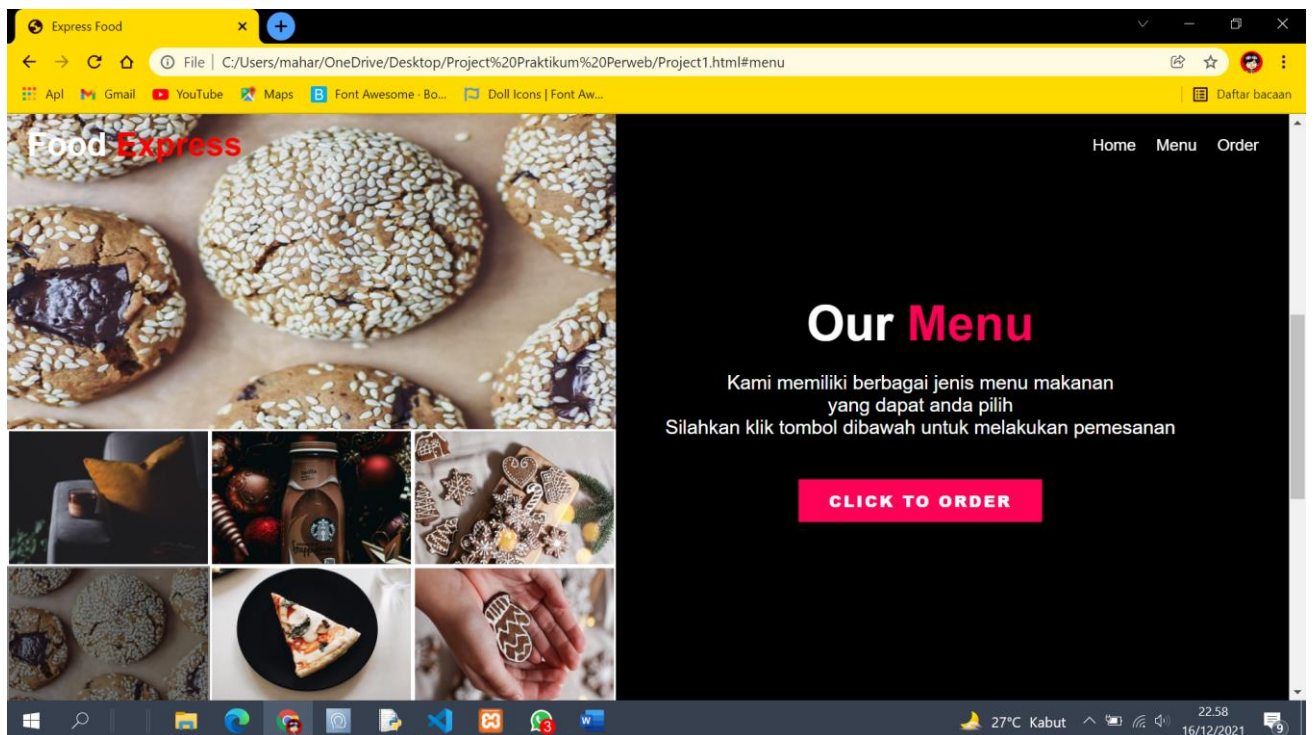 Express Food
File | C:/Users/mahar/OneDrive/Desktop/Project%20Praktikum%20Perweb/Project1.html#menu
Apl Gmail YouTube Maps B Font Awesome - Bo... Doll Icons | Font Aw... Daftar bacaan
Food Express
Home Menu Order
Our Menu
Kami memiliki berbagai jenis menu makanan
yang dapat anda pilih
Silahkan klik tombol dibawah untuk melakukan pemesanan
CLICK TO ORDER
27°C Kabut
22.58
16/12/2021
3
9